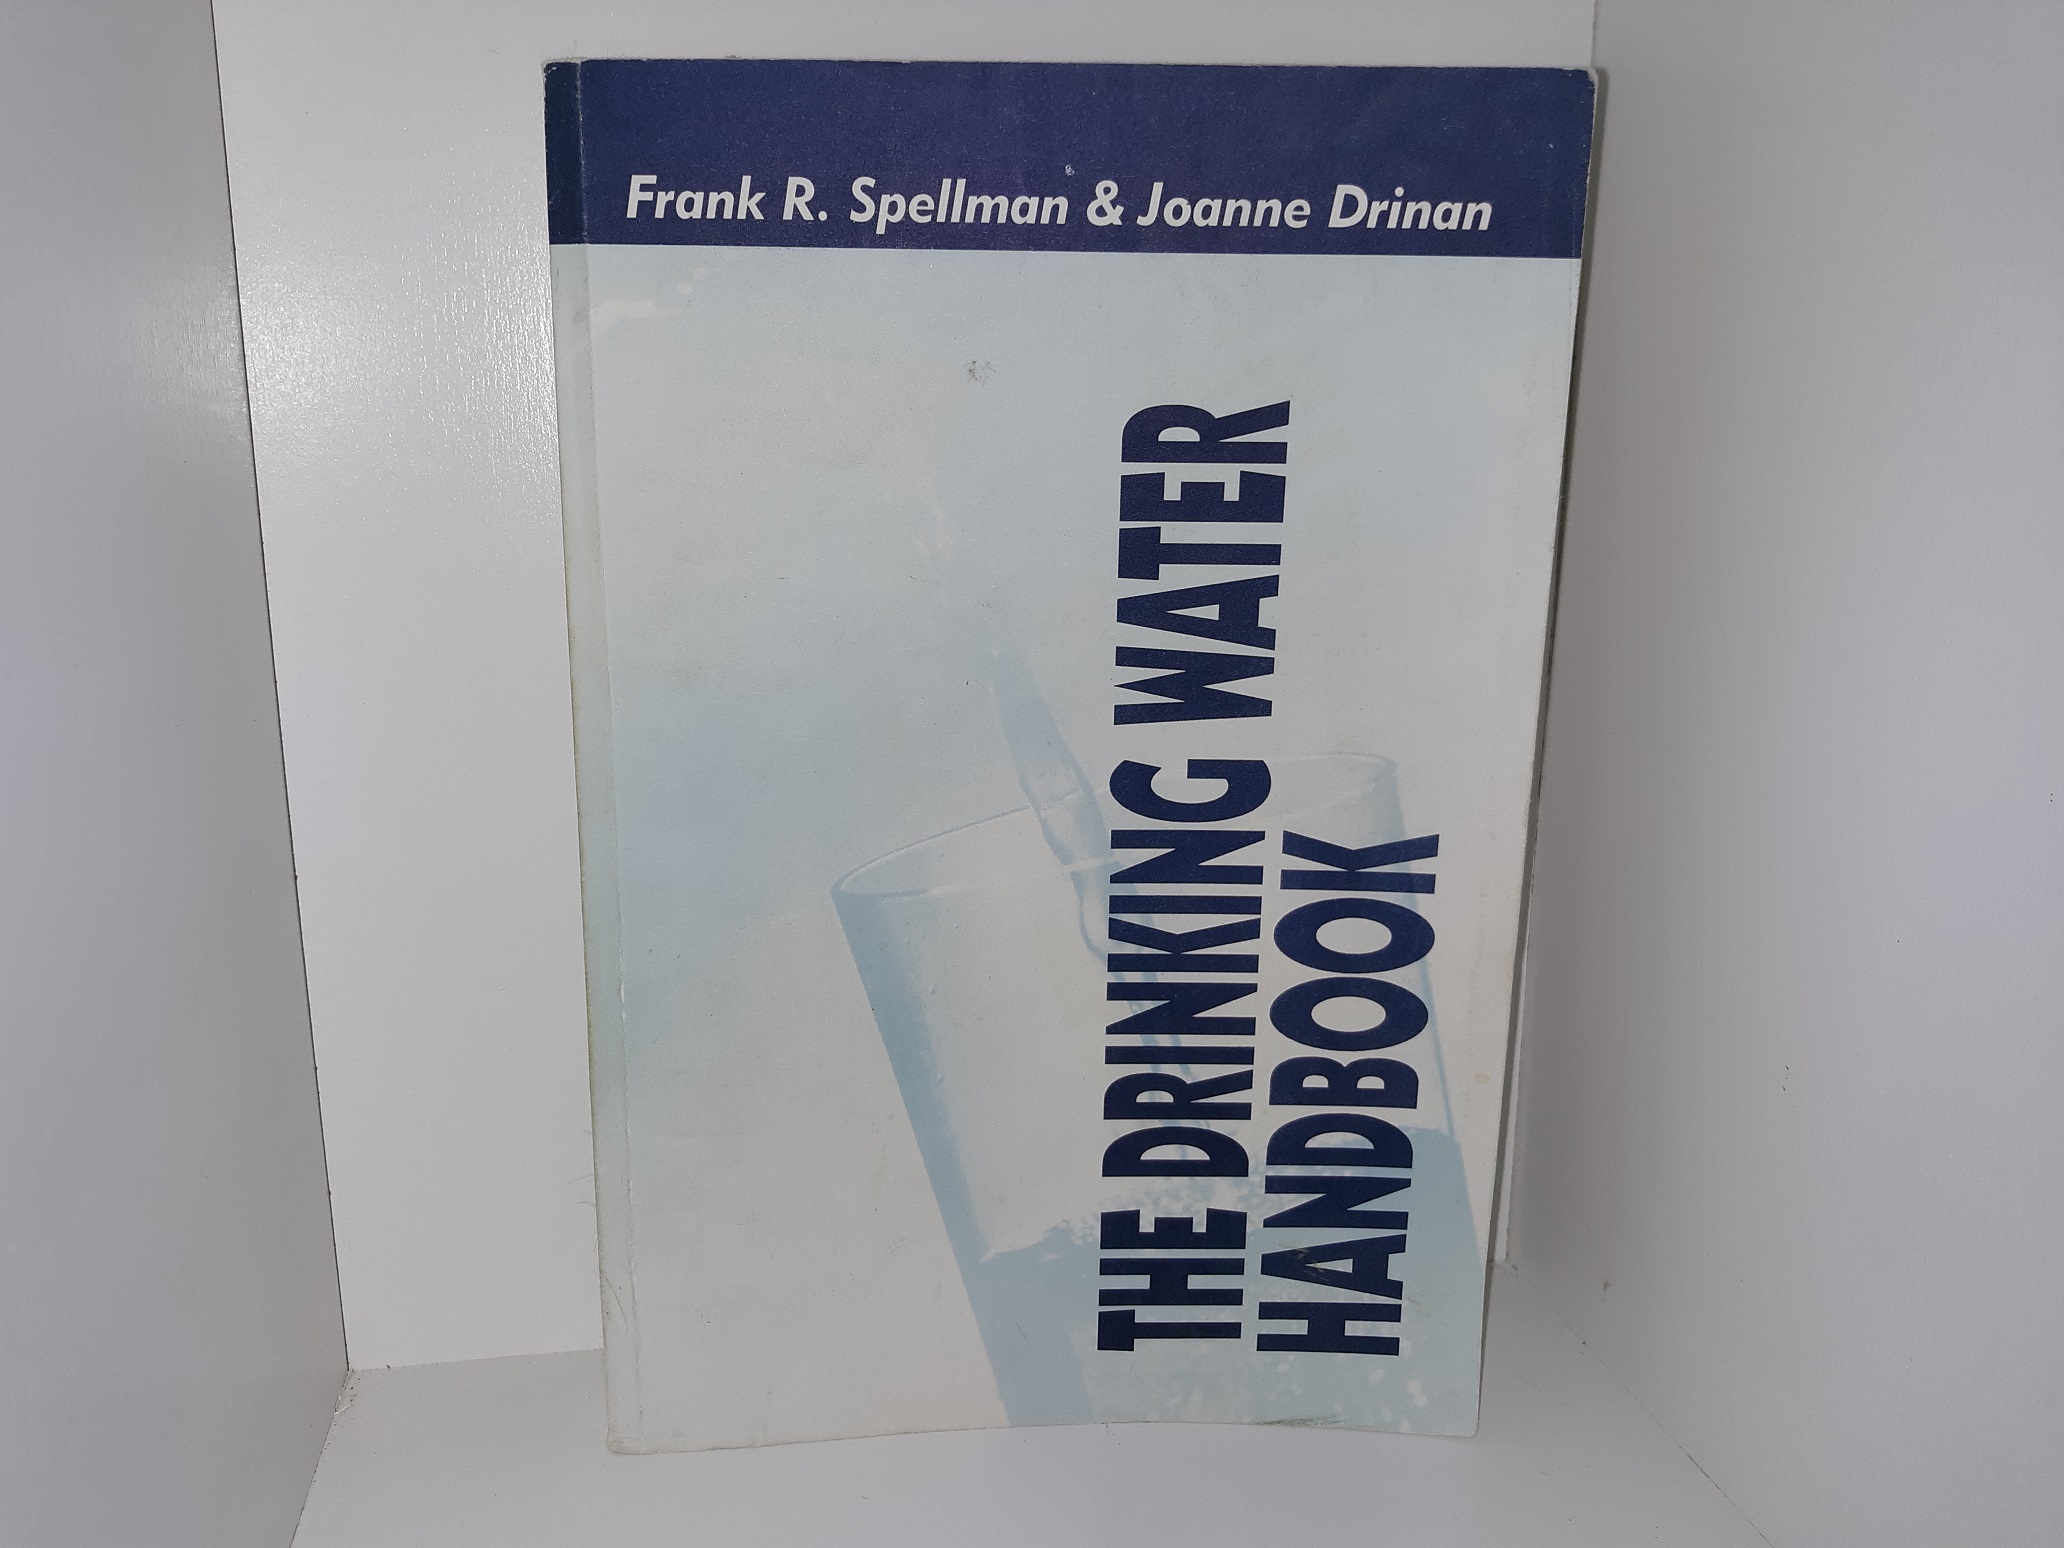 Frank R. Spellman & Joanne Drinan
THE DRINKING WATER
HANDBOOK